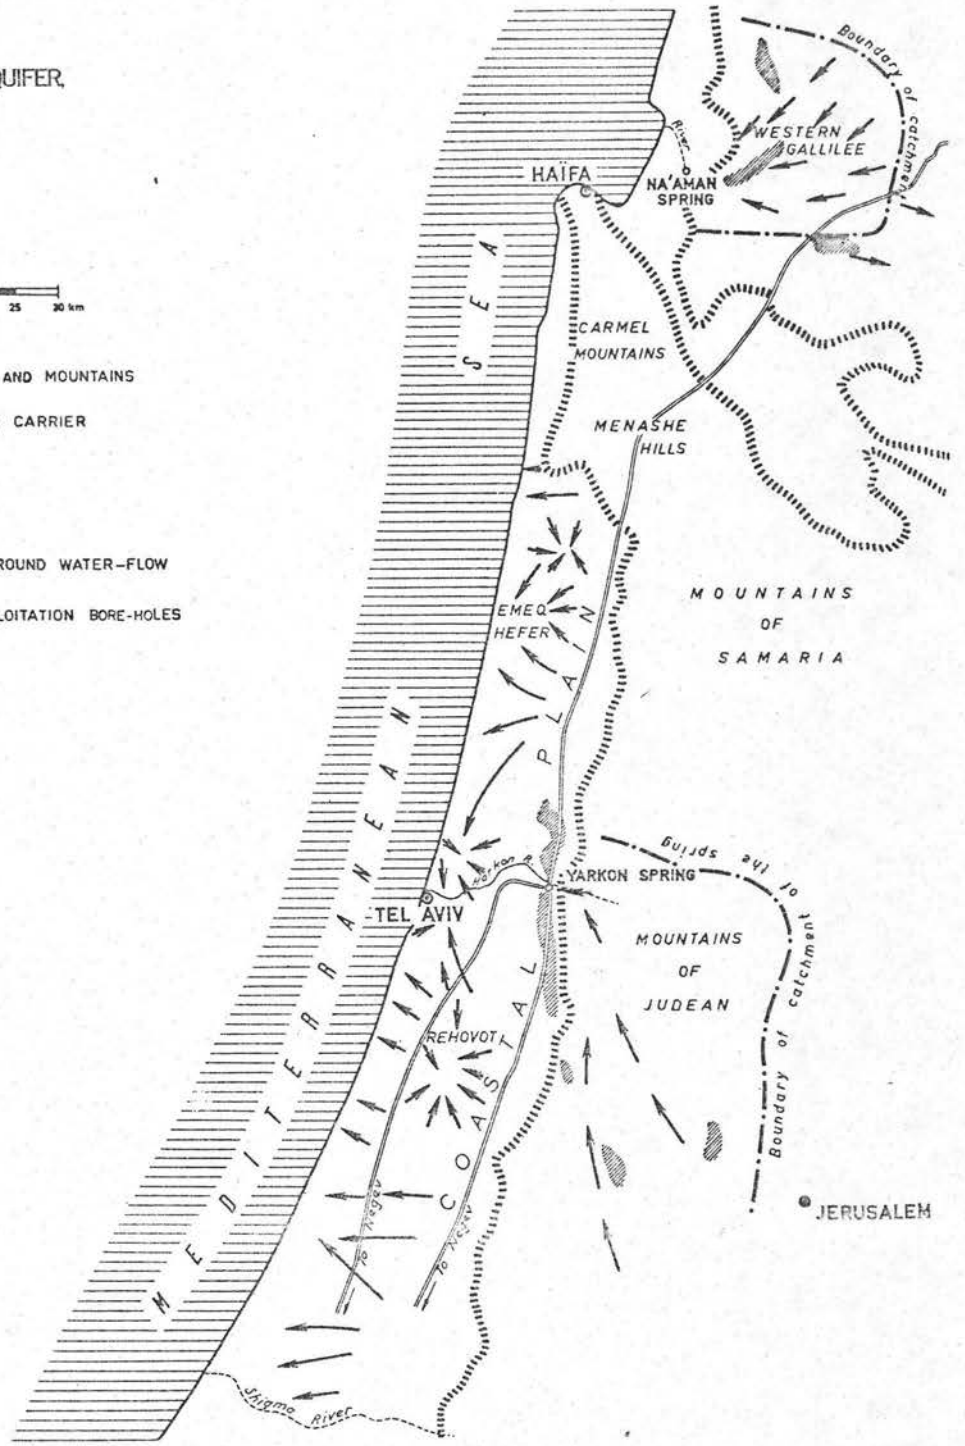 QUIFER,
25 30 km
AND MOUNTAINS
CARRIER
ROUND WATER-FLOW
LOITATION BORE-HOLES
Boundary of catchment
WESTERN
GALLILEE
River
HAÏFA
NA'AMAN
SPRING
SEA
CARMEL
MOUNTAINS
MENASHE
HILLS
EMEQ
HEFER
MOUNTAINS
OF
SAMARIA
MEDITERRANEAN
COASTAL PLAIN
Yarkon R.
YARKON SPRING
TEL AVIV
Boundary of catchment of the spring
MOUNTAINS
OF
JUDEAN
REHOVOT
To Negev
To Negev
JERUSALEM
Shiqma River